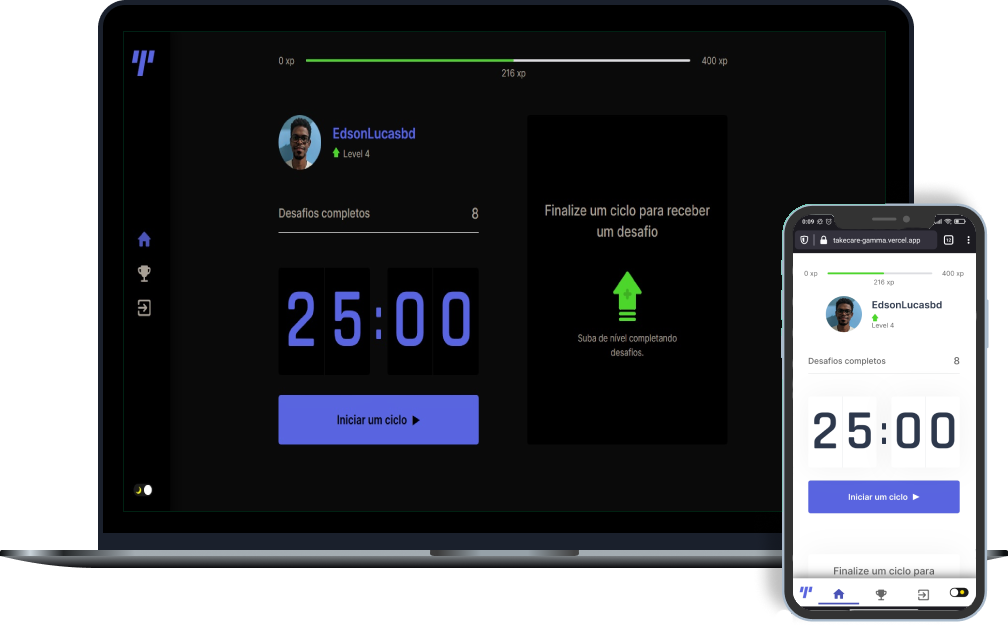 0 xp
400 xp
216 xp
EdsonLucasbd
Level 4
Desafios completos 8
25:00
Iniciar um ciclo
Finalize um ciclo para receber
um desafio
Suba de nível completando
desafios.
0:09
takecare-gamma.vercel.app
12
0 xp
400 xp
216 xp
EdsonLucasbd
Level 4
Desafios completos 8
25:00
Iniciar um ciclo
Finalize um ciclo para